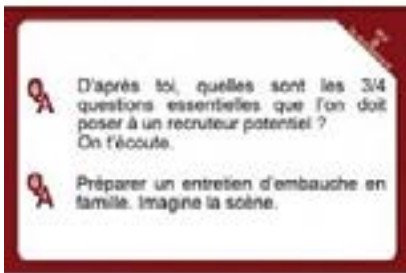 D'après toi, quelles sont les 3/4
questions essentielles que l'on doit
poser à un recruteur potentiel ?
On t'écoute.
Préparer un entretien d'embauche en
famille. Imagine la scène.